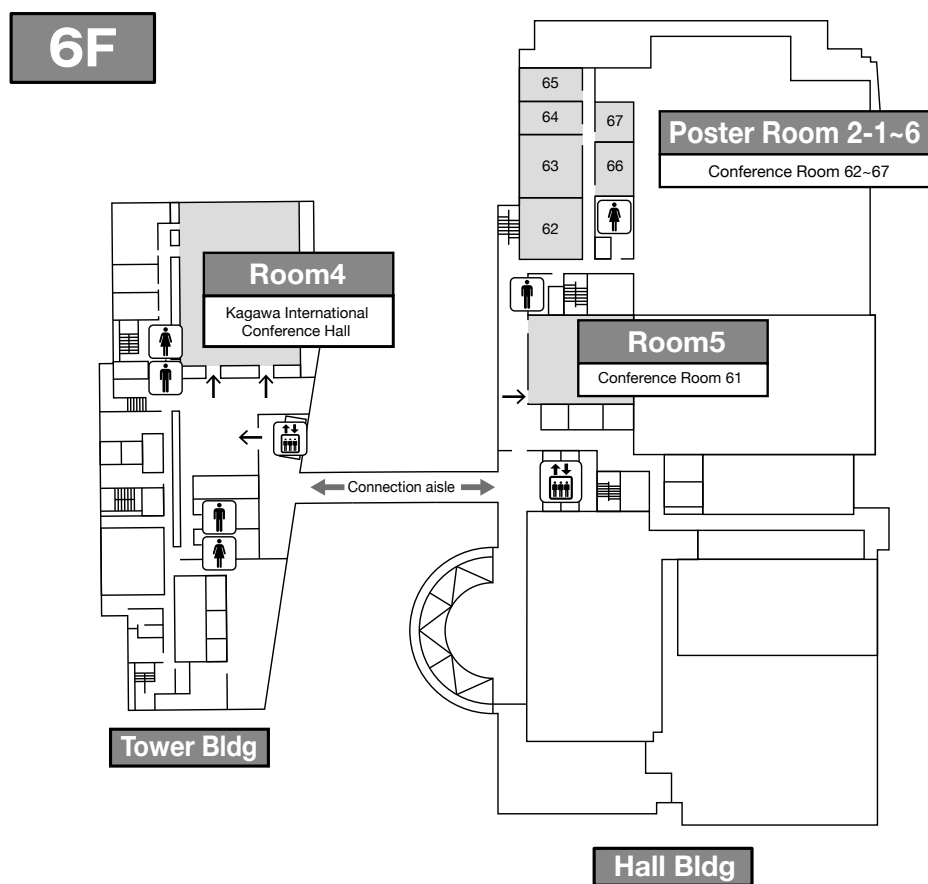 6F
65
64
67
Poster Room 2-1~6
Conference Room 62~67
63
66
62
Room4
Kagawa International
Conference Hall
Room5
Conference Room 61
Connection aisle
Tower Bldg
Hall Bldg